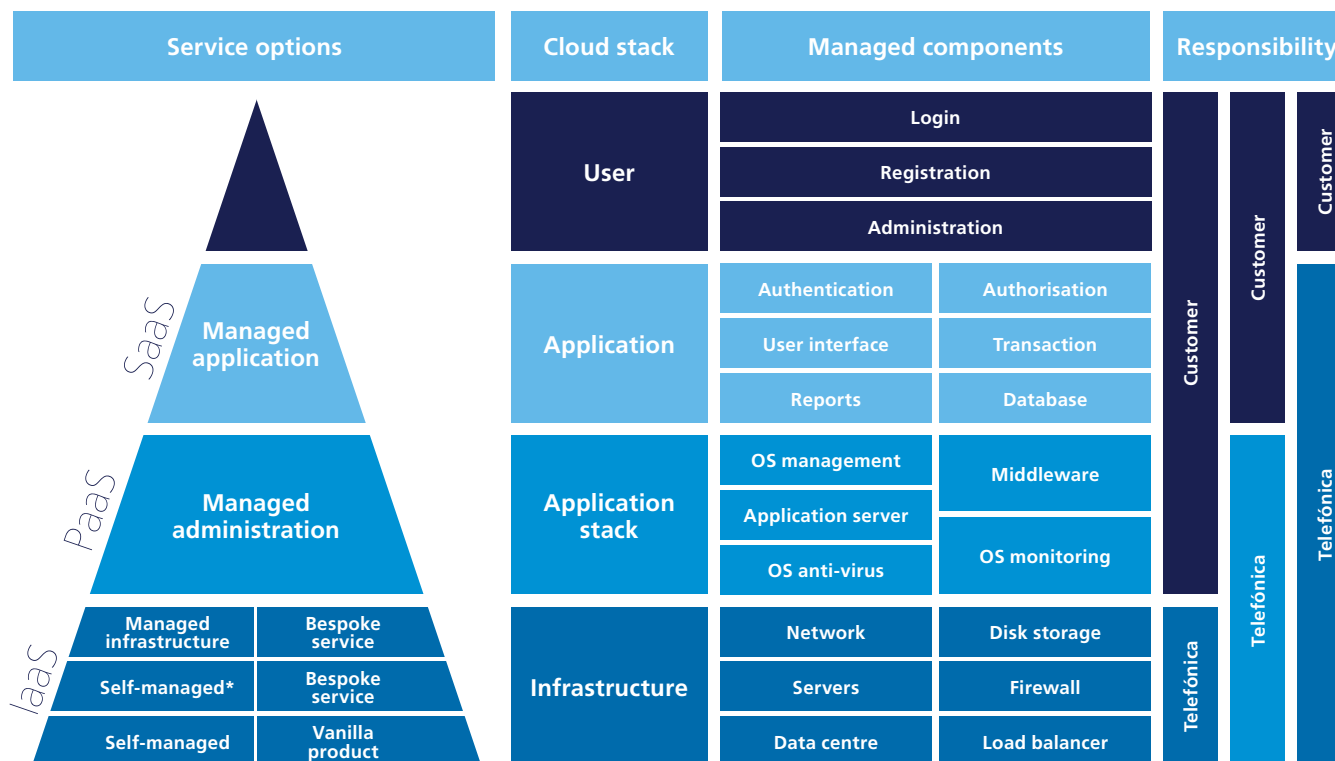 Service options
Cloud stack
Managed components
Responsibility
SaaS
Managed
application
PaaS
Managed
administration
IaaS
Managed
infrastructure
Bespoke
service
Self-managed*
Bespoke
service
Self-managed
Vanilla
product
User
Application
Application
stack
Infrastructure
Login
Registration
Administration
Authentication
Authorisation
User interface
Transaction
Reports
Database
OS management
Middleware
Application server
OS monitoring
OS anti-virus
Network
Disk storage
Servers
Firewall
Data centre
Load balancer
Customer
Telefónica
Customer
Telefónica
Customer
Telefónica